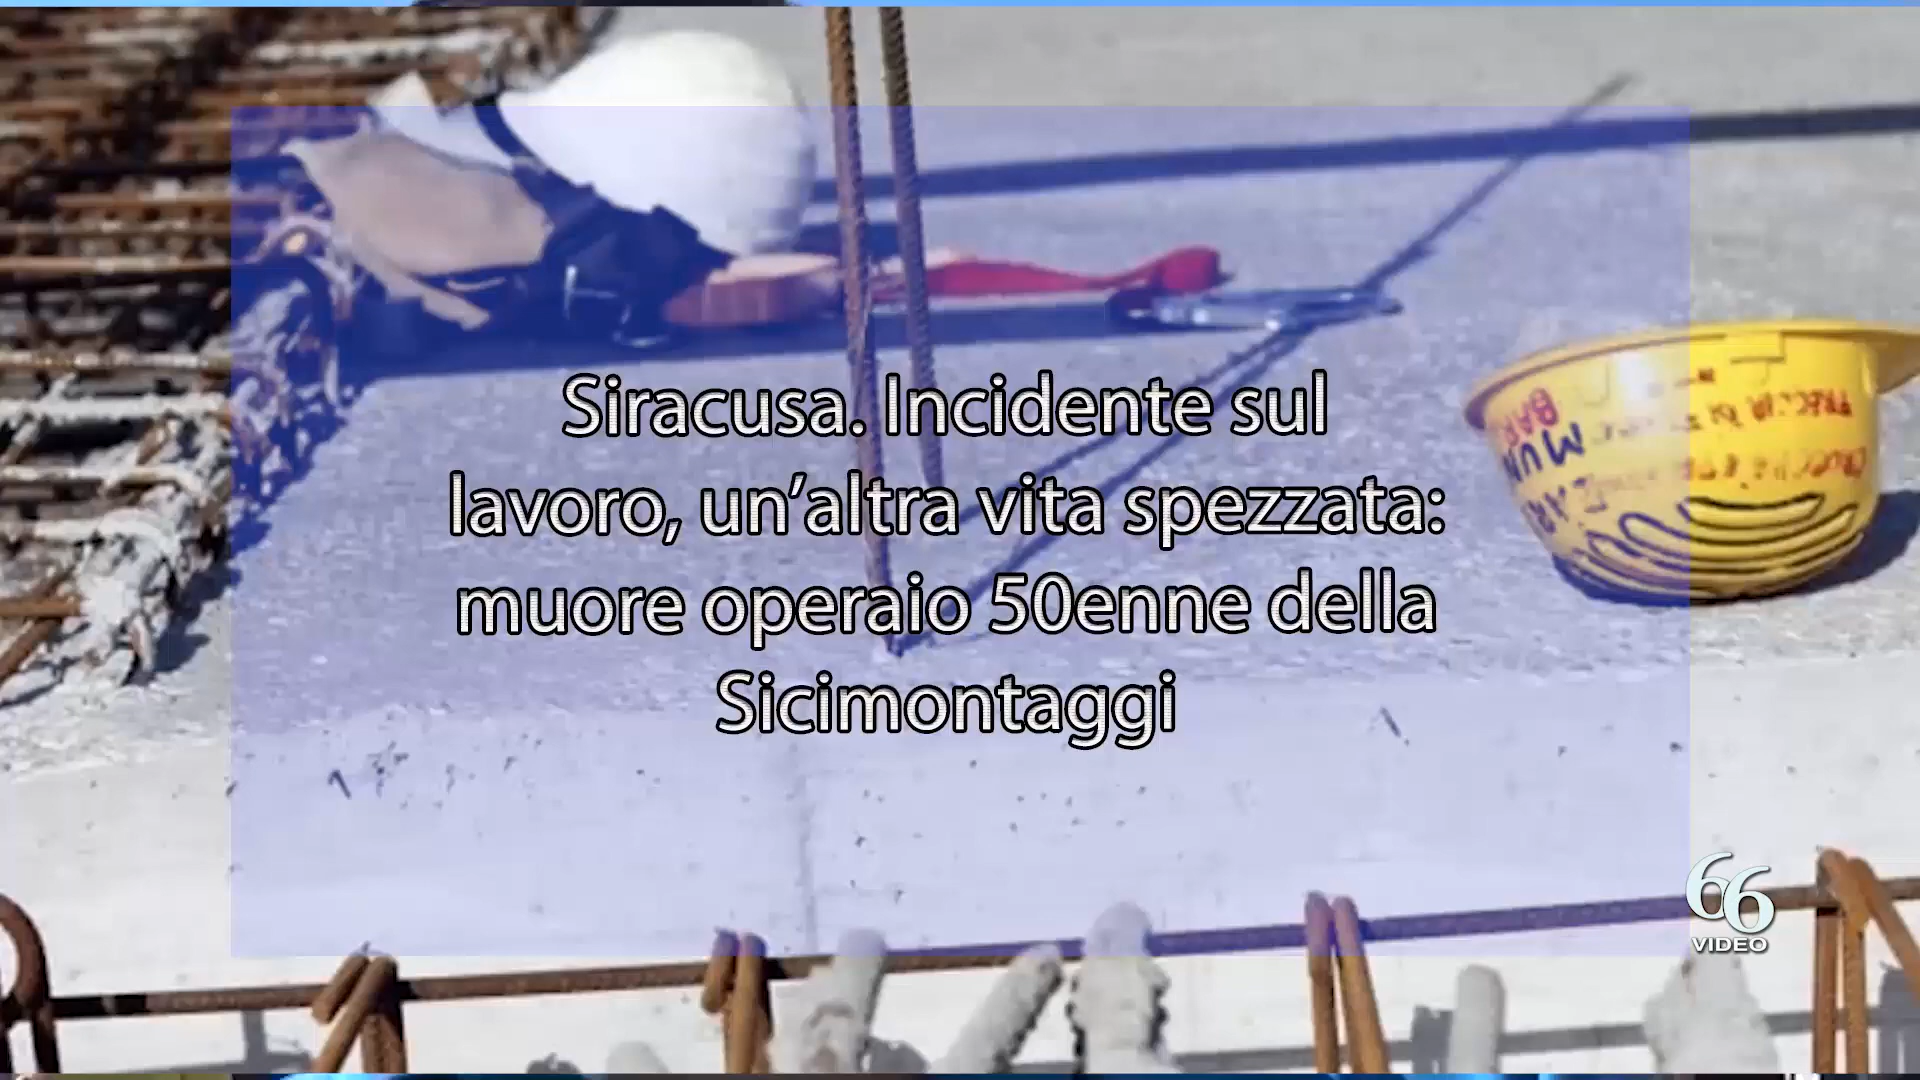 Siracusa. Incidente sul
lavoro, un’altra vita spezzata:
muore operaio 50enne della
Sicimontaggi
66
VIDEO